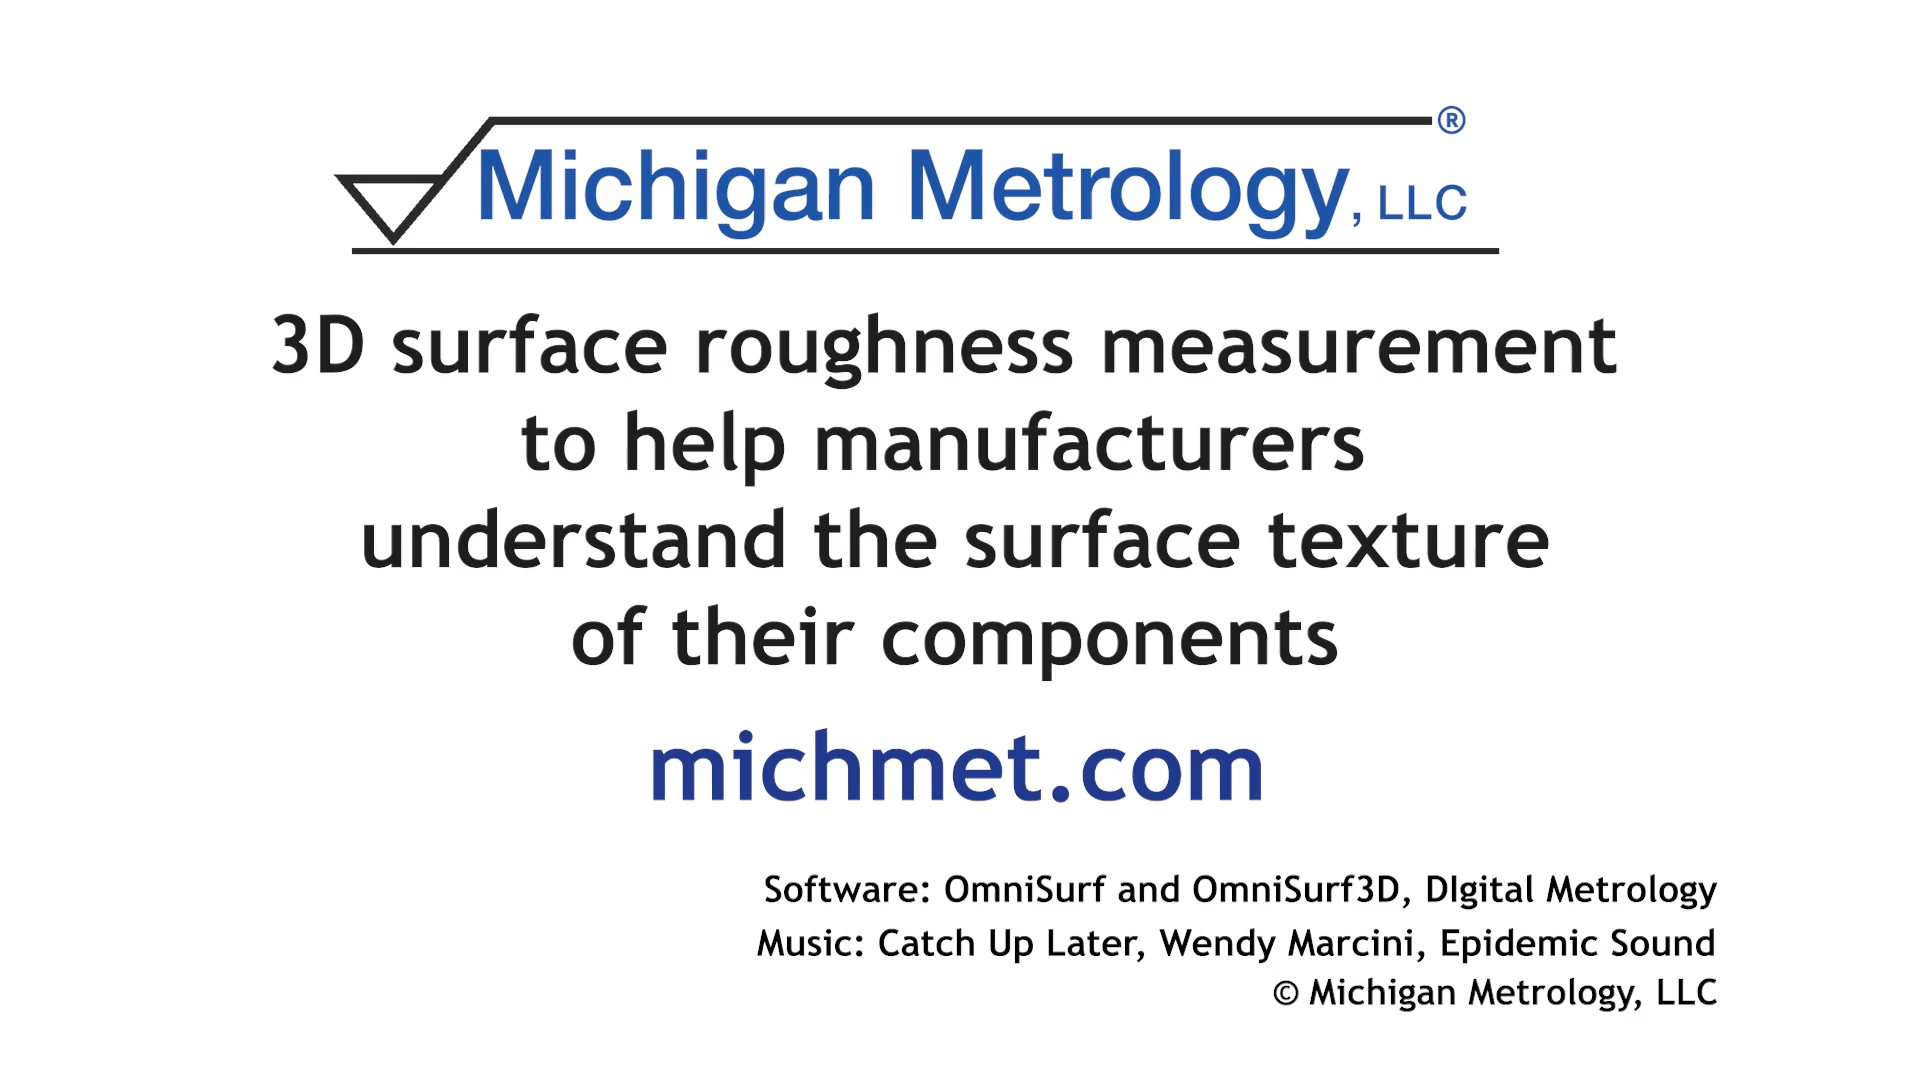 Michigan Metrology, LLC ®
3D surface roughness measurement
to help manufacturers
understand the surface texture
of their components
michmet.com
Software: OmniSurf and OmniSurf3D, DIgital Metrology
Music: Catch Up Later, Wendy Marcini, Epidemic Sound
© Michigan Metrology, LLC